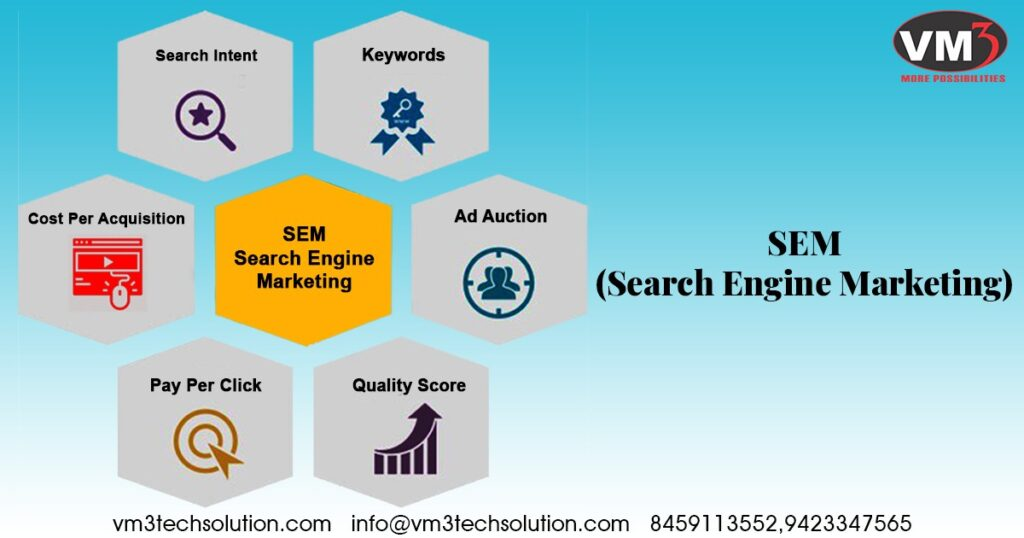 Search Intent
Keywords
VM3
MORE POSSIBILITIES
Cost Per Acquisition
SEM
Search Engine
Marketing
Ad Auction
SEM
(Search Engine Marketing)
Pay Per Click
Quality Score
vm3techsolution.com info@vm3techsolution.com 8459113552,9423347565